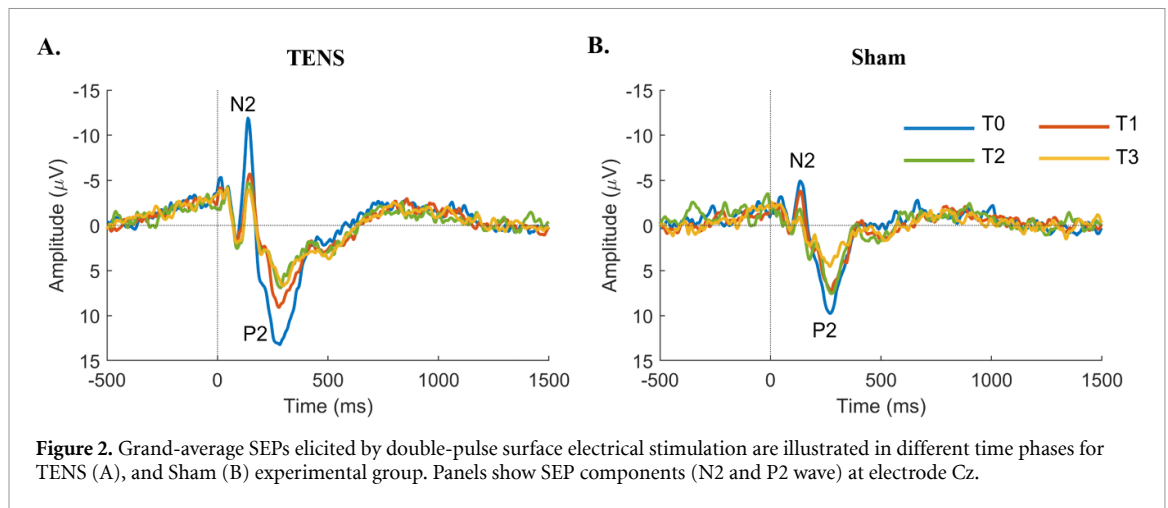 A.
TENS
-15
-10
-5
0
5
10
15
Amplitude (μV)
N2
P2
-500
0
500
1000
1500
Time (ms)
B.
Sham
-15
-10
-5
0
5
10
15
Amplitude (μV)
N2
P2
T0
T1
T2
T3
-500
0
500
1000
1500
Time (ms)
Figure 2. Grand-average SEPs elicited by double-pulse surface electrical stimulation are illustrated in different time phases for
TENS (A), and Sham (B) experimental group. Panels show SEP components (N2 and P2 wave) at electrode Cz.